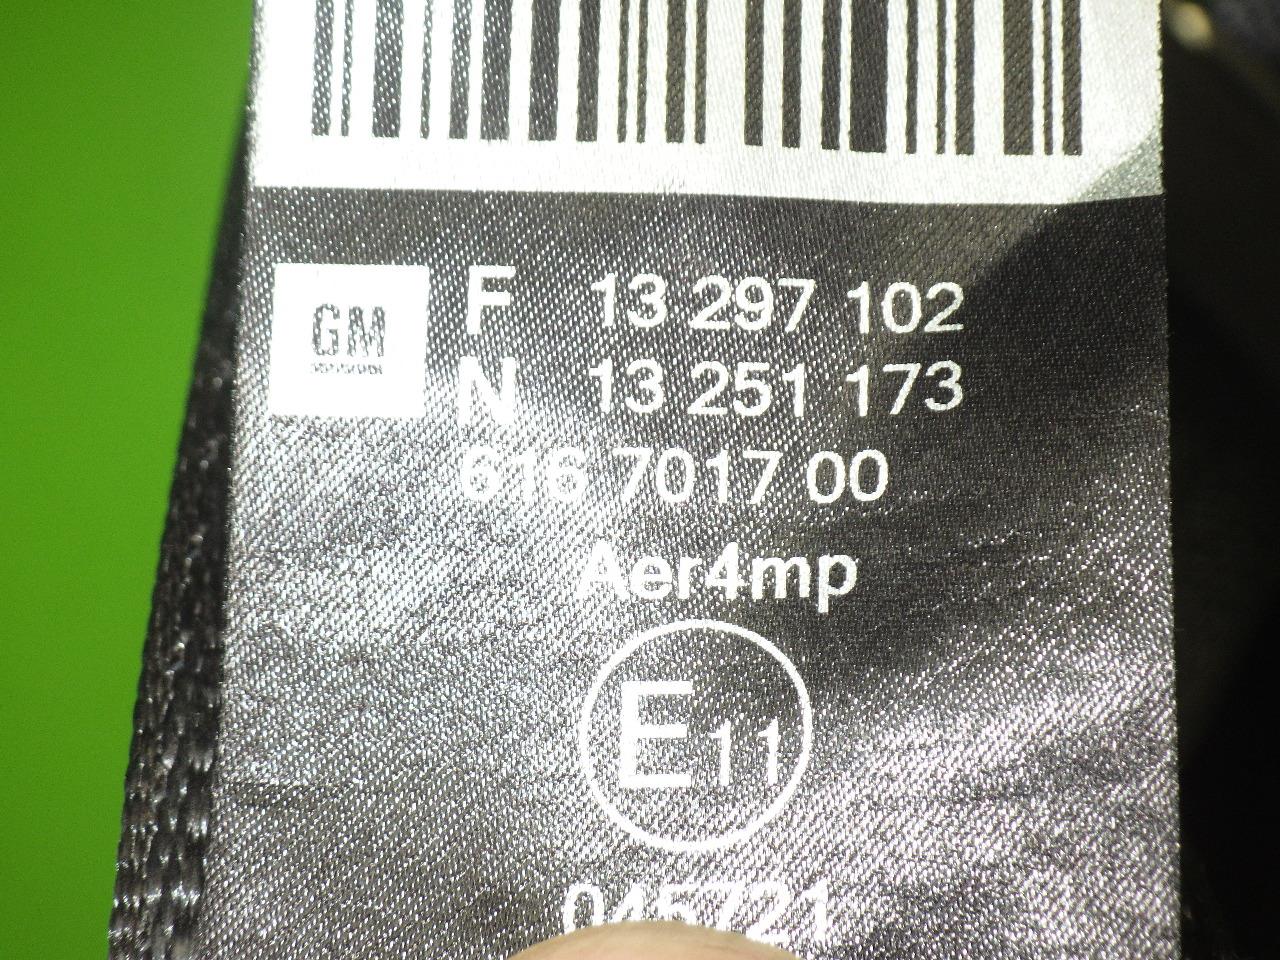 GM
F 13 297 102
N 13 251 173
616 7017 00
Aer4mp
E11
045721